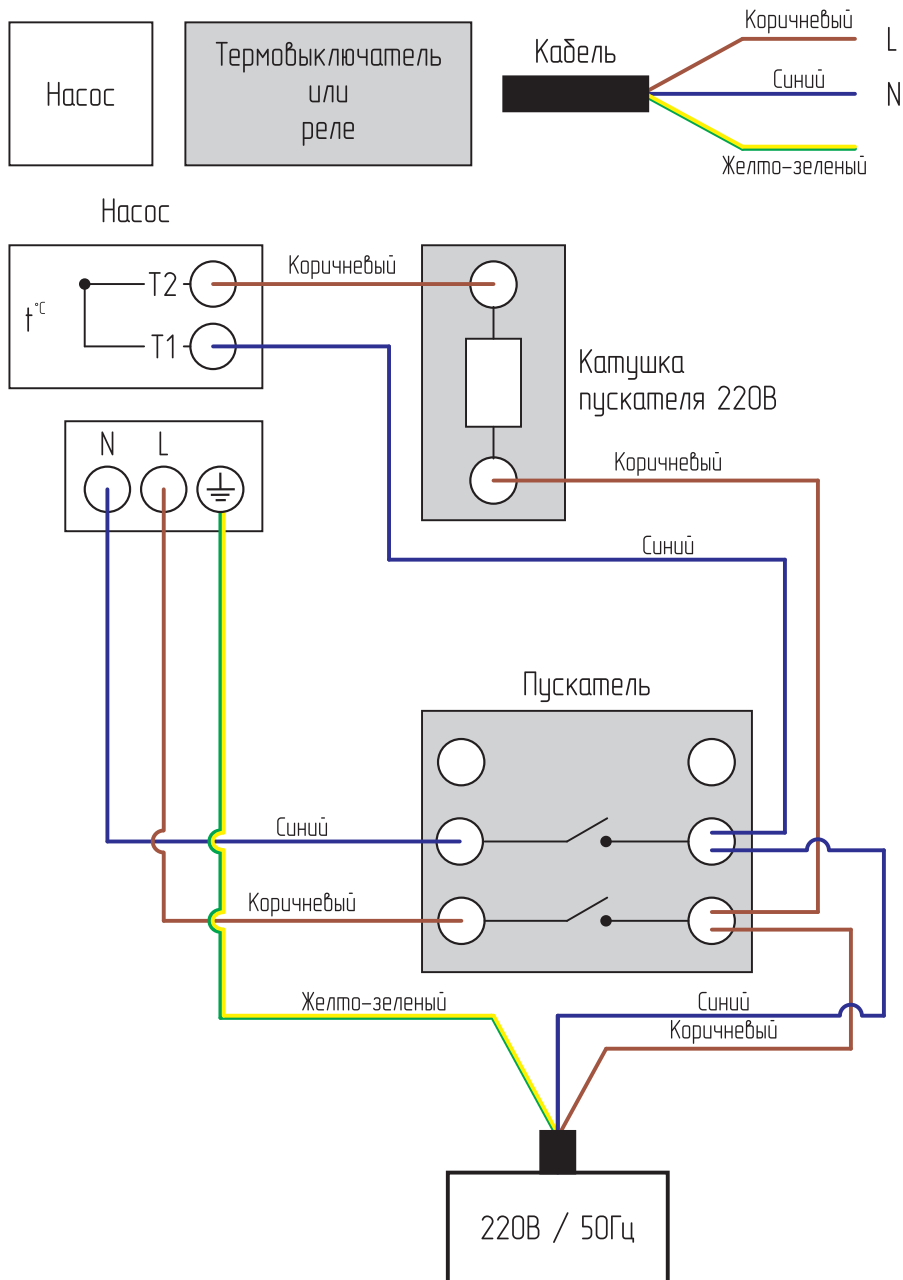 Насос
Термовыключатель
или
реле
Кабель
Коричневый
L
Синий
N
Желто-зеленый
Насос
t°C
T2
T1
Коричневый
Катушка
пускателя 220В
N L
Коричневый
Синий
Пускатель
Синий
Коричневый
Желто-зеленый
Синий
Коричневый
220В / 50Гц